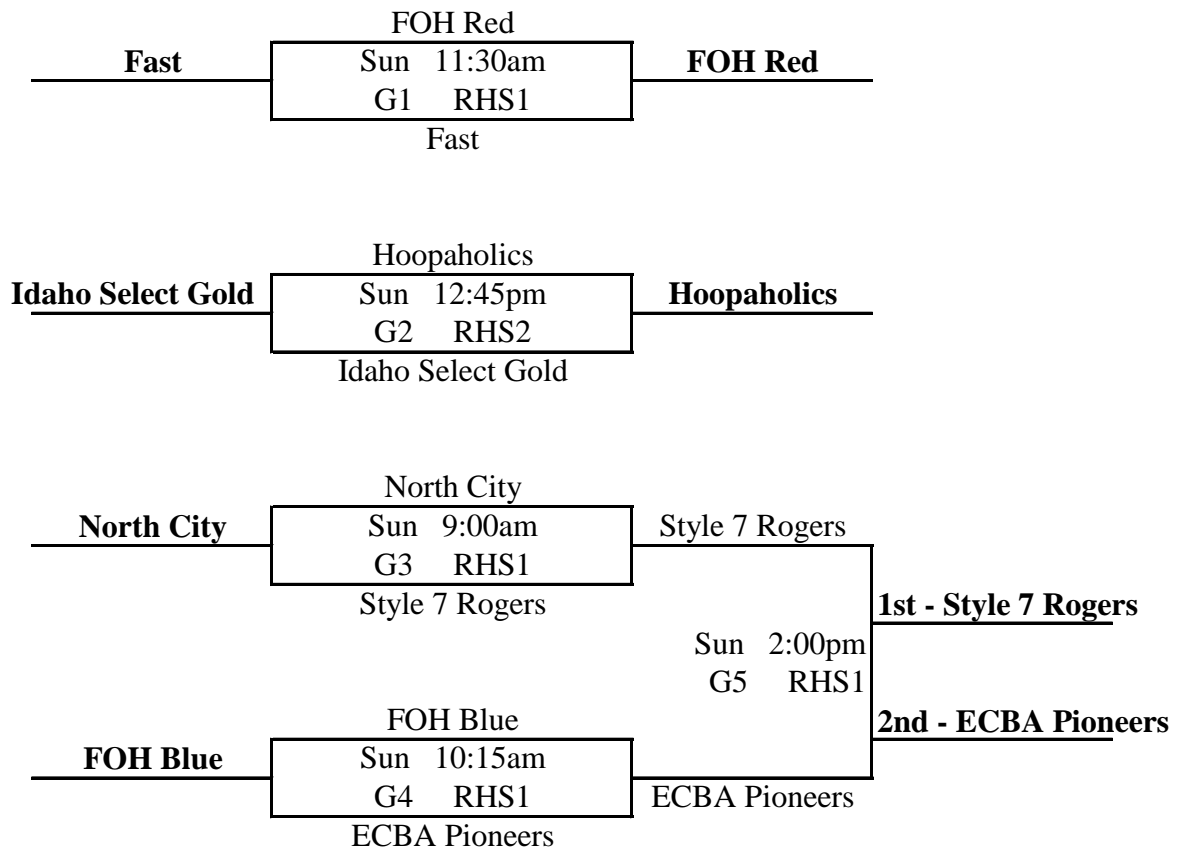 FOH Red
Fast Sun 11:30am FOH Red
G1 RHS1
Fast
Hoopaholics
Idaho Select Gold Sun 12:45pm Hoopaholics
G2 RHS2
Idaho Select Gold
North City
North City Sun 9:00am Style 7 Rogers
G3 RHS1
Style 7 Rogers
1st - Style 7 Rogers
Sun 2:00pm
G5 RHS1
FOH Blue
2nd - ECBA Pioneers
FOH Blue Sun 10:15am
G4 RHS1
ECBA Pioneers
ECBA Pioneers